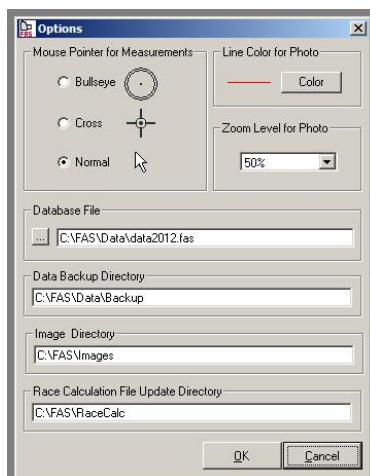 FAS
Options
Mouse Pointer for Measurements
Bullseye
Cross
Normal
Line Color for Photo
Color
Zoom Level for Photo
50%
Database File
... C:\FAS\Data\data2012.fas
Data Backup Directory
C:\FAS\Data\Backup
Image Directory
C:\FAS\Images
Race Calculation File Update Directory
C:\FAS\RaceCalc
OK Cancel